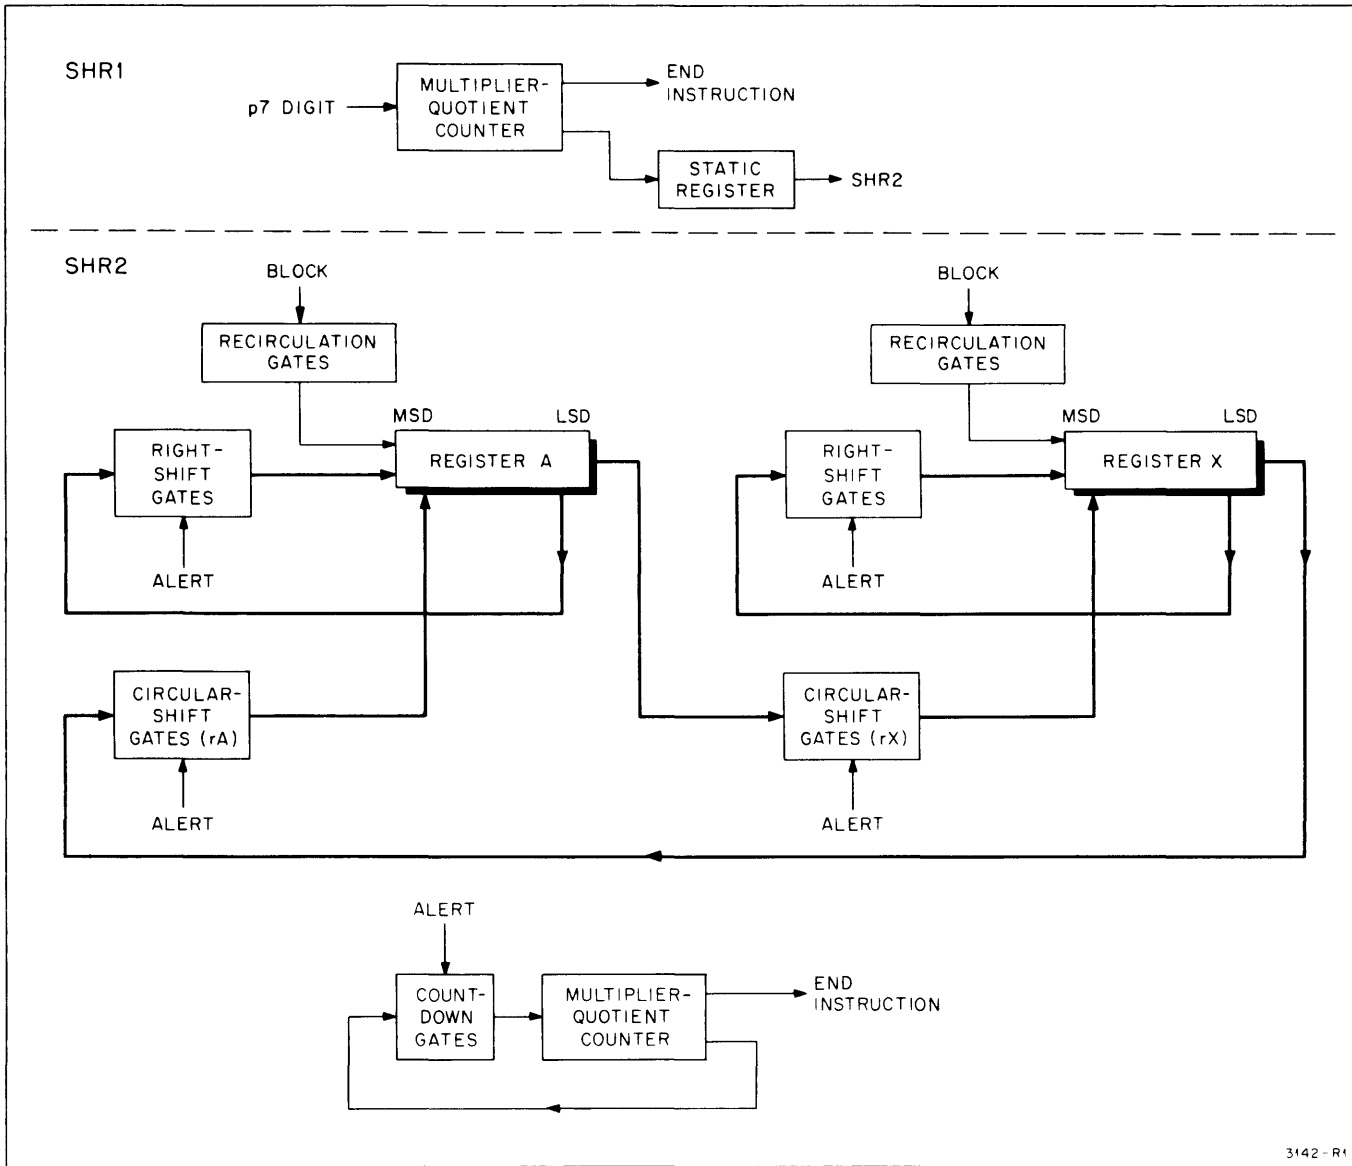 SHR1
p7 DIGIT
MULTIPLIER-
QUOTIENT
COUNTER
END
INSTRUCTION
STATIC
REGISTER
SHR2
SHR2
BLOCK
RECIRCULATION
GATES
MSD
LSD
RIGHT-
SHIFT
GATES
REGISTER A
ALERT
CIRCULAR-
SHIFT
GATES (rA)
ALERT
BLOCK
RECIRCULATION
GATES
MSD
LSD
RIGHT-
SHIFT
GATES
REGISTER X
ALERT
CIRCULAR-
SHIFT
GATES (rX)
ALERT
ALERT
COUNT-
DOWN
GATES
MULTIPLIER-
QUOTIENT
COUNTER
END
INSTRUCTION
3142-R1